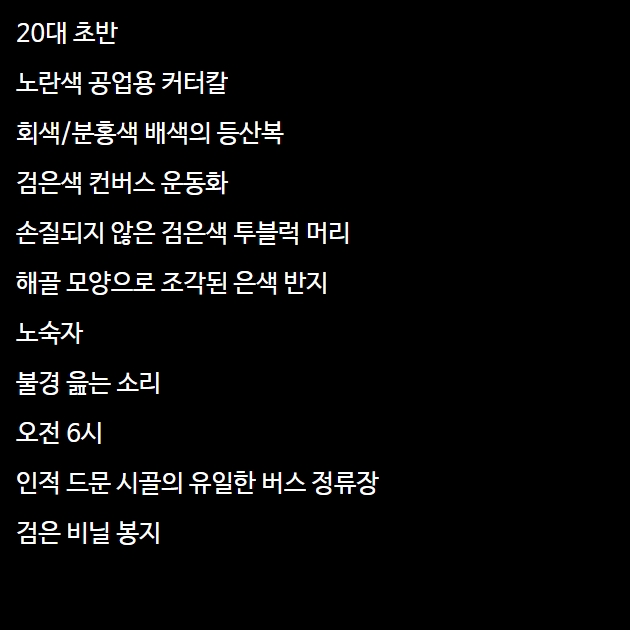 20대 초반
노란색 공업용 커터칼
회색/분홍색 배색의 등산복
검은색 컨버스 운동화
손질되지 않은 검은색 투블럭 머리
해골 모양으로 조각된 은색 반지
노숙자
불경 읊는 소리
오전 6시
인적 드문 시골의 유일한 버스 정류장
검은 비닐 봉지